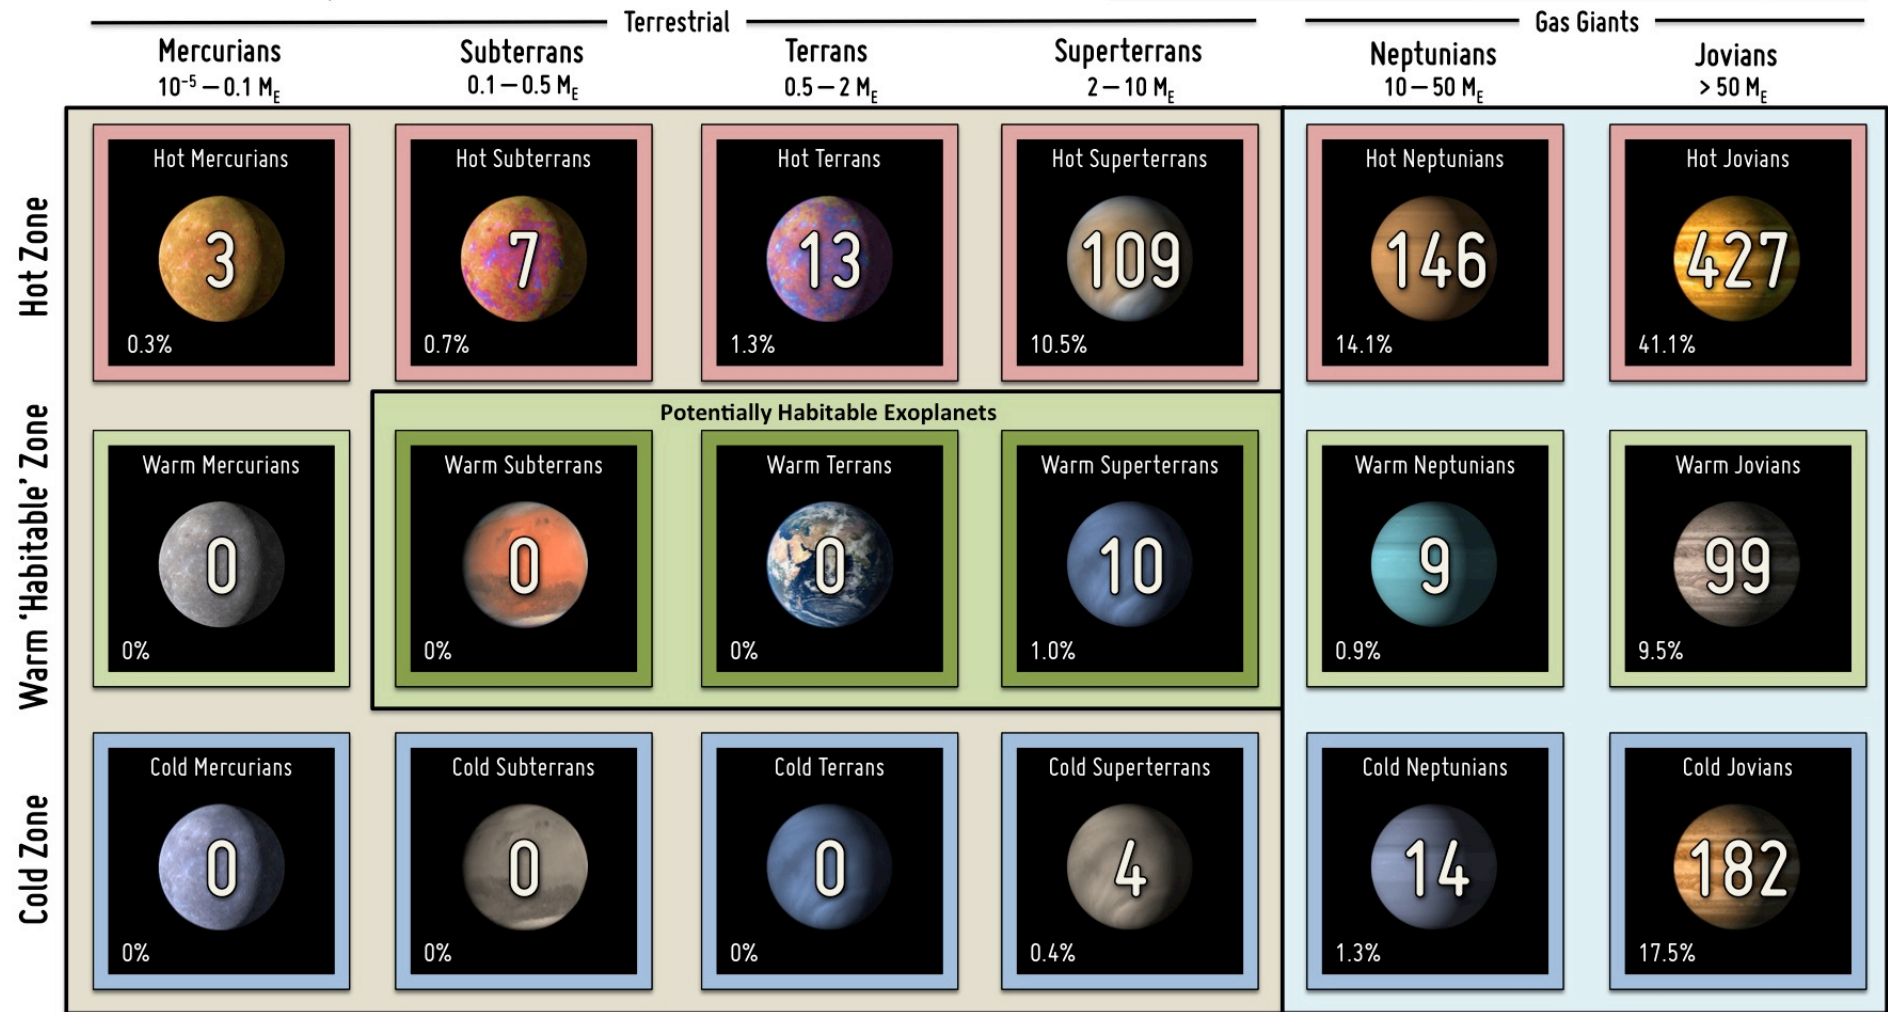 Terrestrial
Gas Giants
Mercurians
Subterrans
Terrans
Superterrans
Neptunians
Jovians
10⁻⁵ — 0.1 M_E
0.1 — 0.5 M_E
0.5 — 2 M_E
2 — 10 M_E
10 — 50 M_E
> 50 M_E
Hot Zone
Hot Mercurians
3
0.3%
Hot Subterrans
7
0.7%
Hot Terrans
13
1.3%
Hot Superterrans
109
10.5%
Hot Neptunians
146
14.1%
Hot Jovians
427
41.1%
Warm ‘Habitable’ Zone
Potentially Habitable Exoplanets
Warm Mercurians
0
0%
Warm Subterrans
0
0%
Warm Terrans
0
0%
Warm Superterrans
10
1.0%
Warm Neptunians
9
0.9%
Warm Jovians
99
9.5%
Cold Zone
Cold Mercurians
0
0%
Cold Subterrans
0
0%
Cold Terrans
0
0%
Cold Superterrans
4
0.4%
Cold Neptunians
14
1.3%
Cold Jovians
182
17.5%